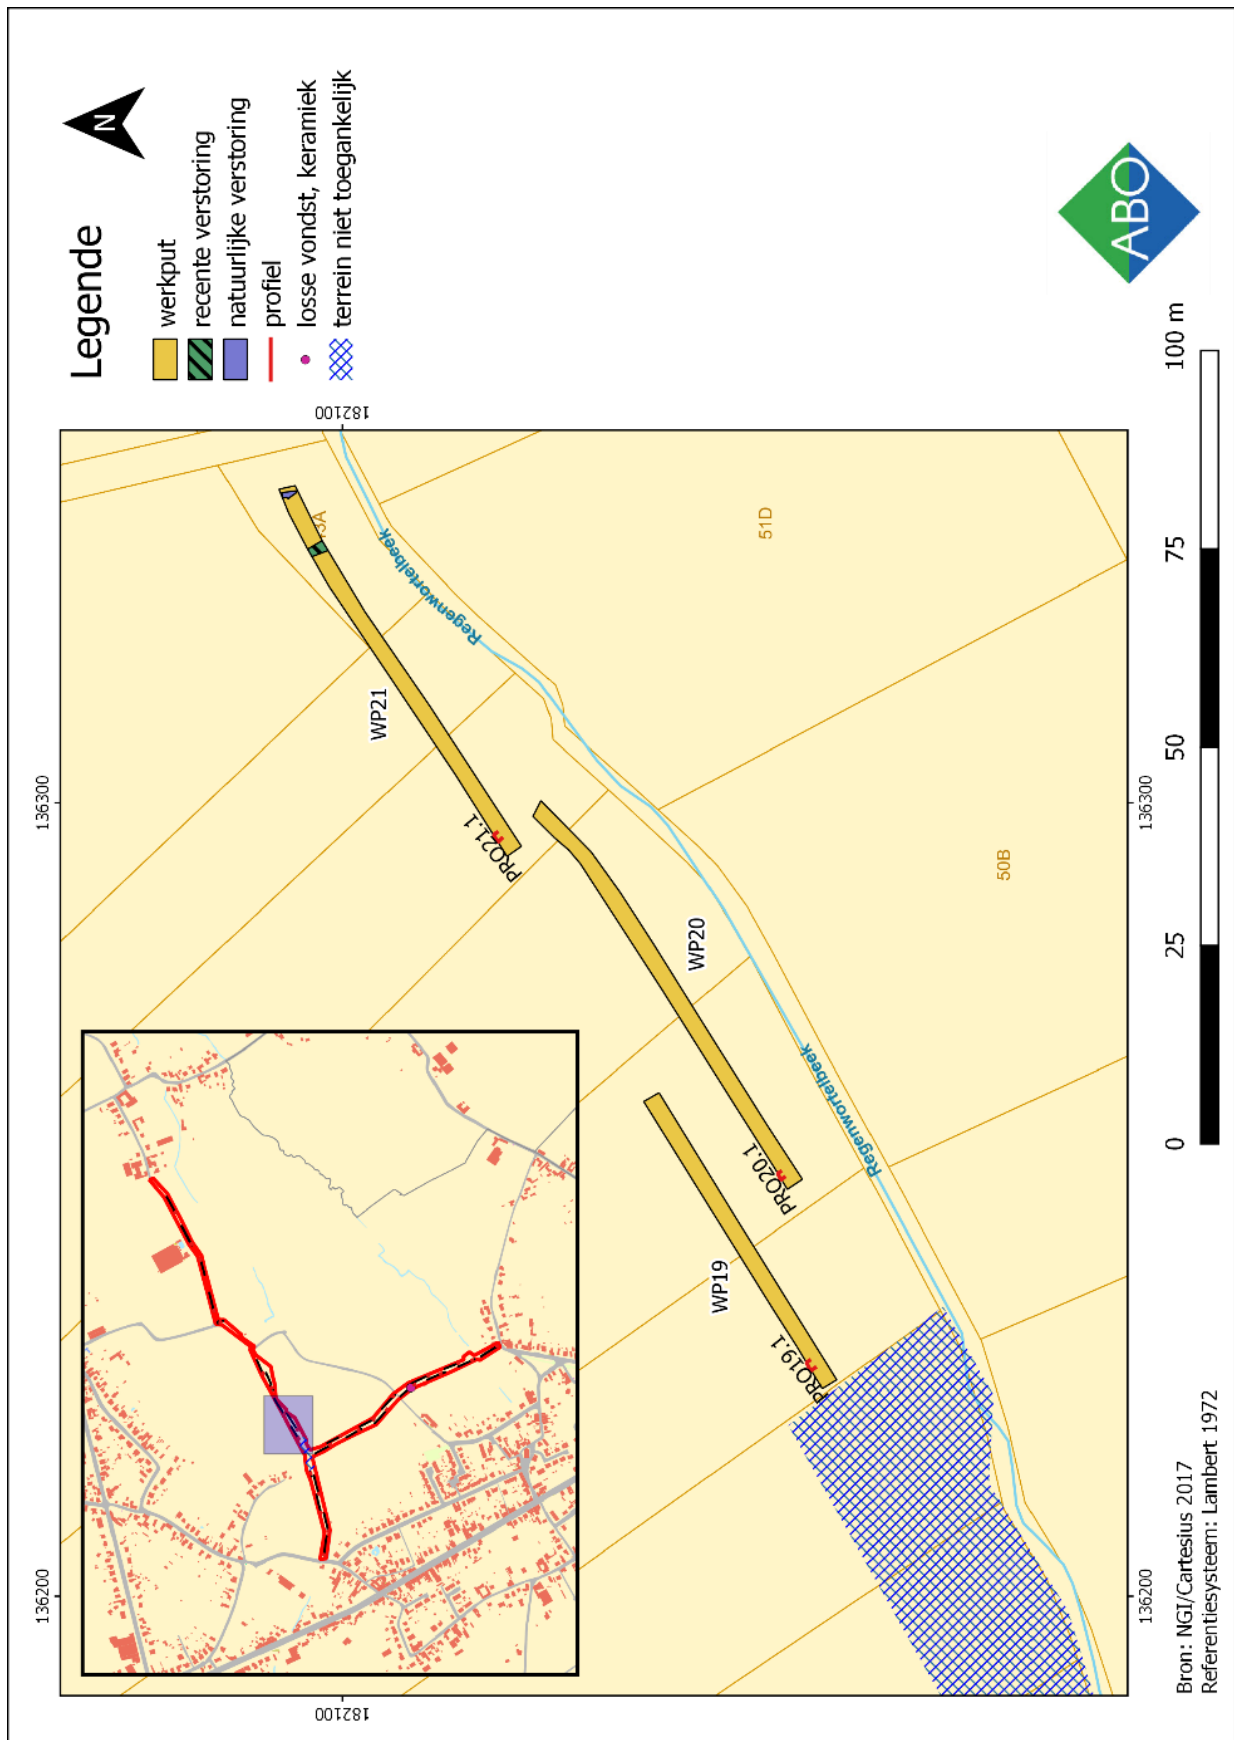 Legende
N
werkput
recente verstoring
natuurlijke verstoring
profiel
losse vondst, keramiek
terrein niet toegankelijk
136200
136300
182100
182100
136200
136300
WP21
PRO21.1
WP20
PRO20.1
WP19
PRO19.1
Regenwortelbeek
Regenwortelbeek
51D
50B
0 25 50 75 100 m
ABO
Bron: NGI/Cartesius 2017
Referentiesysteem: Lambert 1972